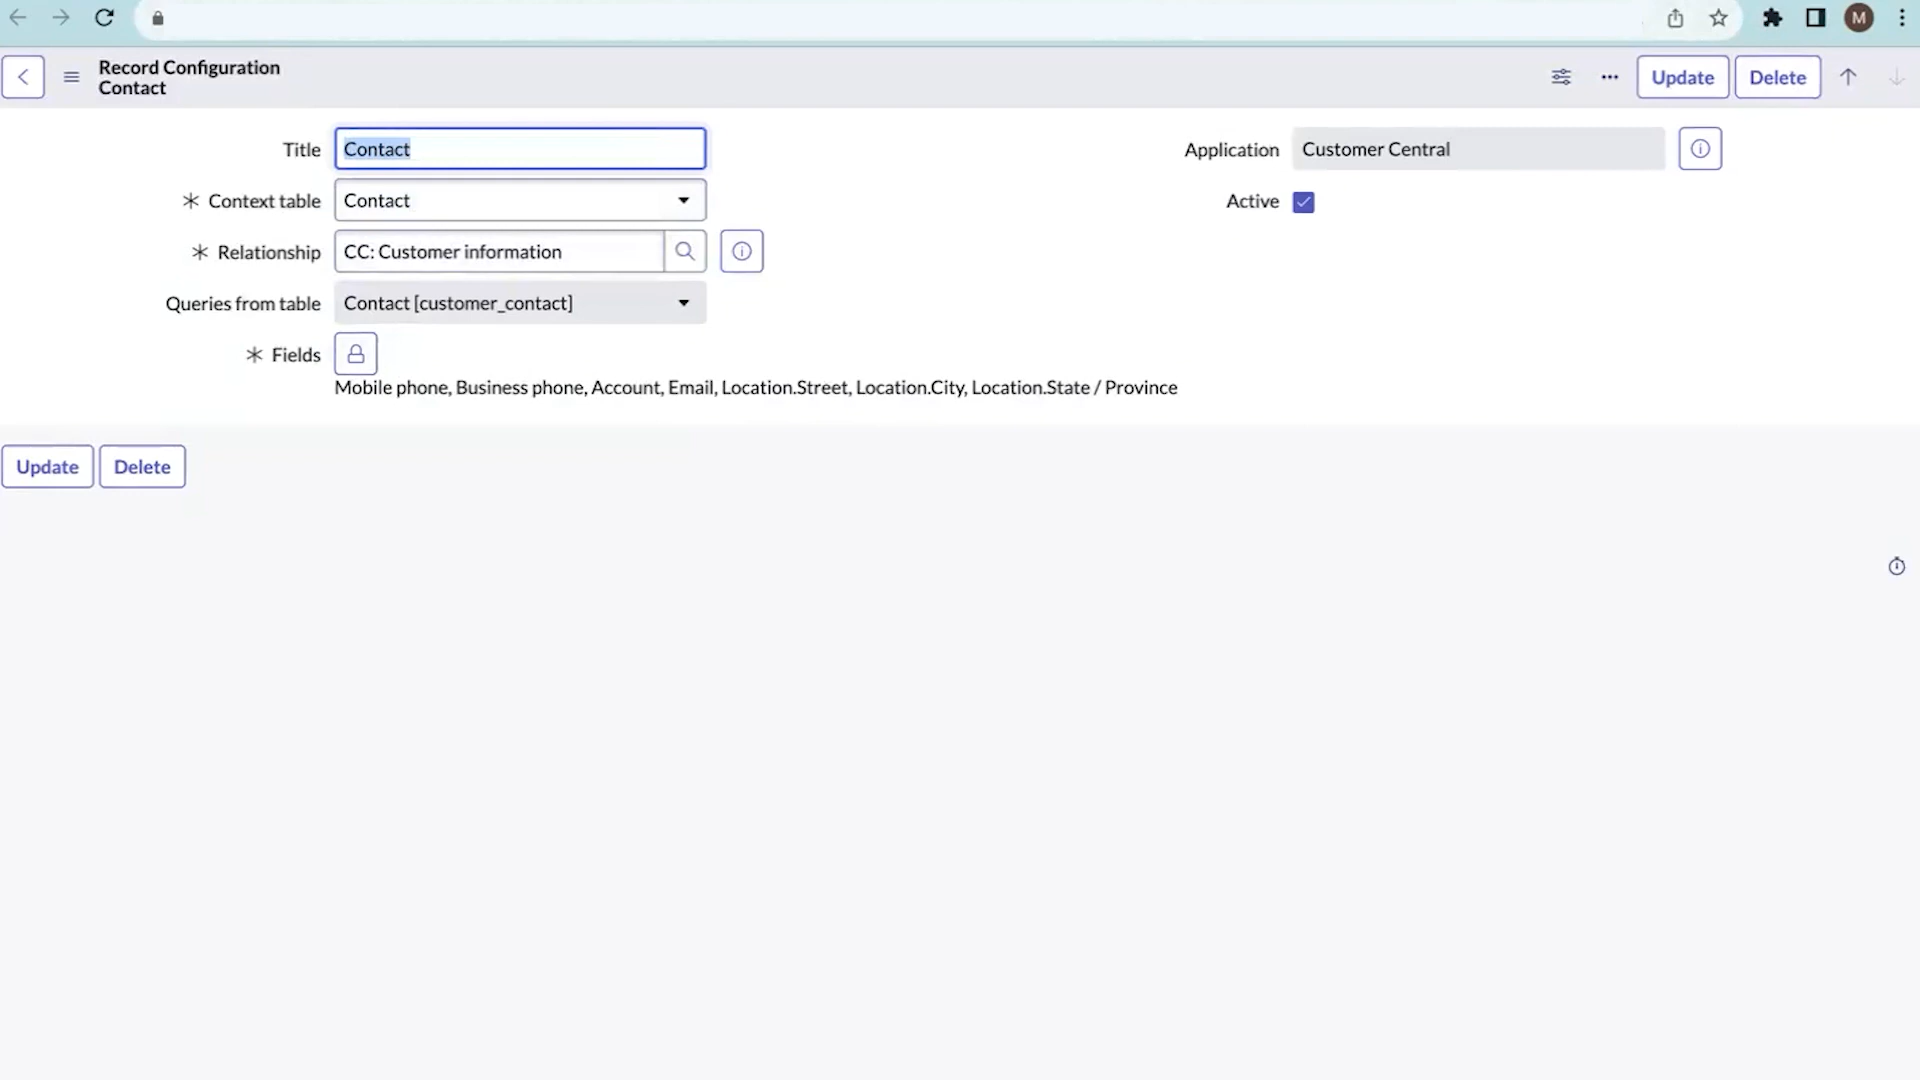 M
Record Configuration
Contact
Update
Delete
Title
Contact
Application
Customer Central
Context table
Contact
Active
Relationship
CC: Customer information
Queries from table
Contact [customer_contact]
Fields
Mobile phone, Business phone, Account, Email, Location.Street, Location.City, Location.State / Province
Update
Delete